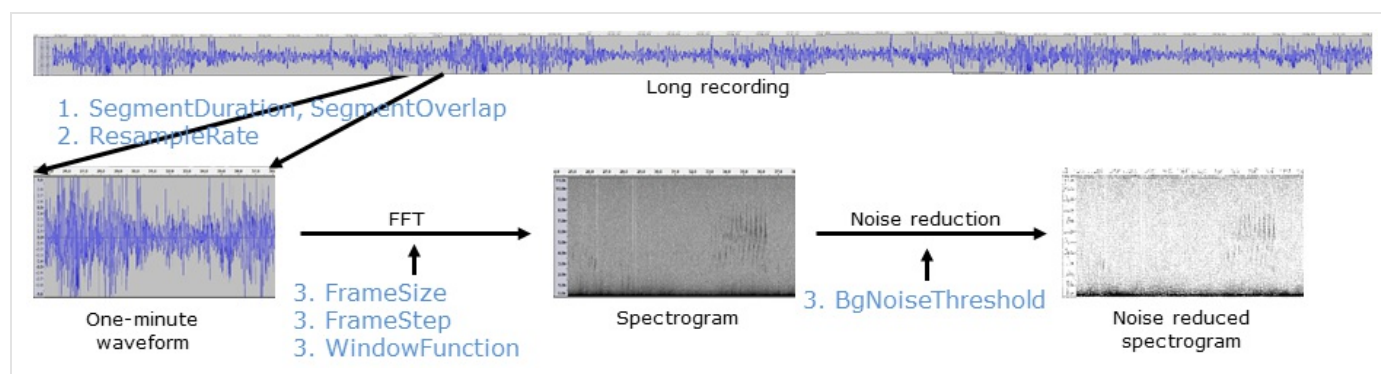 Long recording
1. SegmentDuration, SegmentOverlap
2. ResampleRate
FFT
Noise reduction
3. FrameSize
3. FrameStep
3. WindowFunction
3. BgNoiseThreshold
One-minute
waveform
Spectrogram
Noise reduced
spectrogram